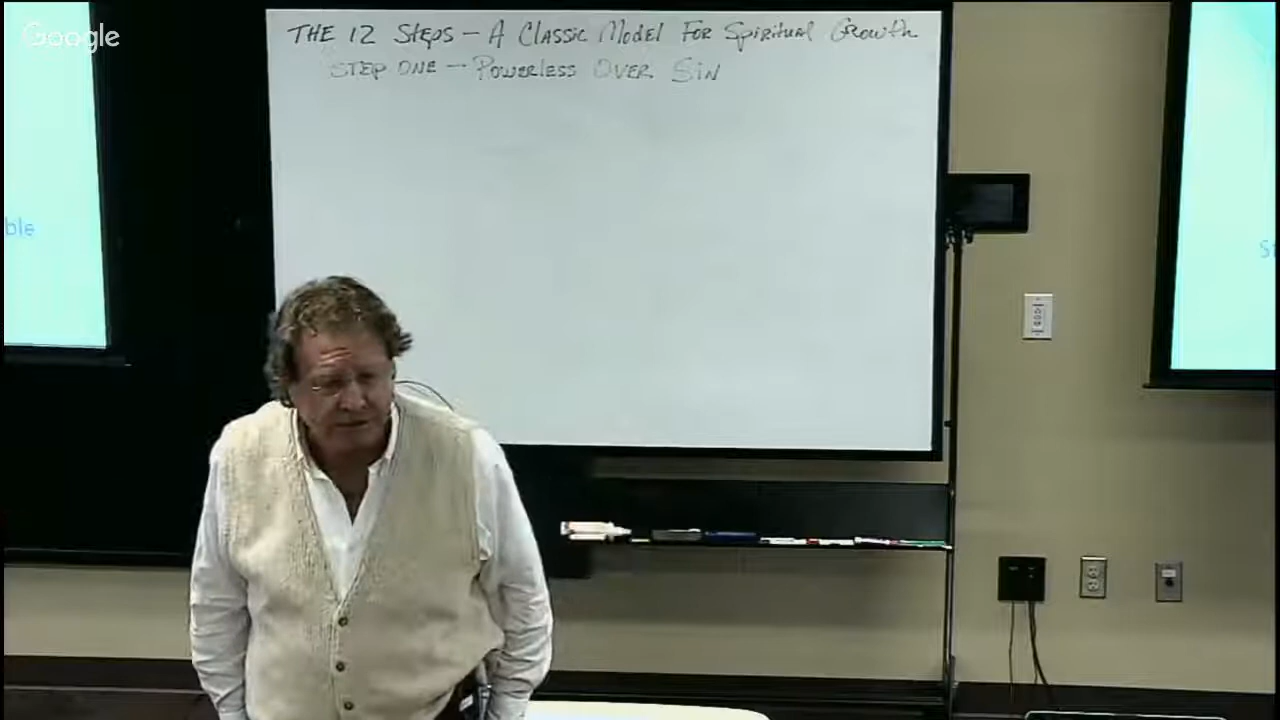 Google
THE 12 STEPS – A CLASSIC MODEL FOR SPIRITUAL GROWTH
STEP ONE – POWERLESS OVER SIN
ble